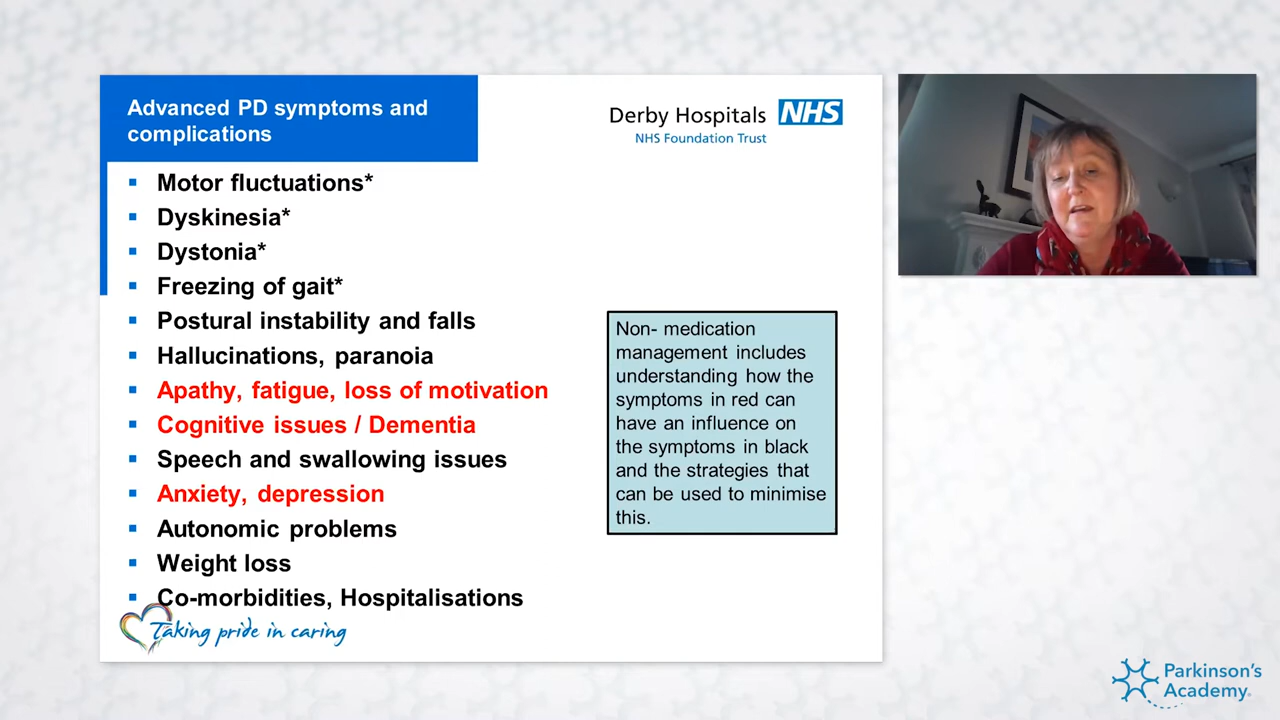 Advanced PD symptoms and
complications
Derby Hospitals NHS
NHS Foundation Trust
Motor fluctuations*
Dyskinesia*
Dystonia*
Freezing of gait*
Postural instability and falls
Hallucinations, paranoia
Apathy, fatigue, loss of motivation
Cognitive issues / Dementia
Speech and swallowing issues
Anxiety, depression
Autonomic problems
Weight loss
Co-morbidities, Hospitalisations
Non- medication
management includes
understanding how the
symptoms in red can
have an influence on
the symptoms in black
and the strategies that
can be used to minimise
this.
Taking pride in caring
Parkinson's
Academy